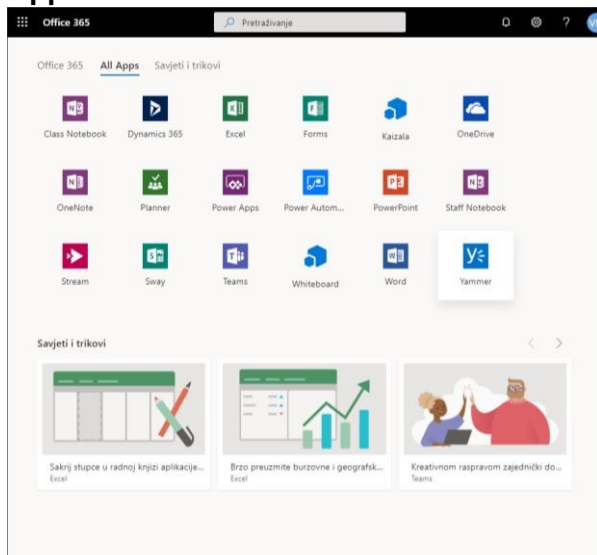 Office 365
Pretraživanje
?
Office 365 All Apps Savjeti i trikovi
Class Notebook Dynamics 365 Excel Forms Kaizala OneDrive
OneNote Planner Power Apps Power Autom... PowerPoint Staff Notebook
Stream Sway Teams Whiteboard Word Yammer
Savjeti i trikovi
Sakrij stupce u radnoj knjizi aplikacije...
Excel
Brzo preuzmite burzovne i geografsk...
Excel
Kreativnom raspravom zajednički do...
Teams